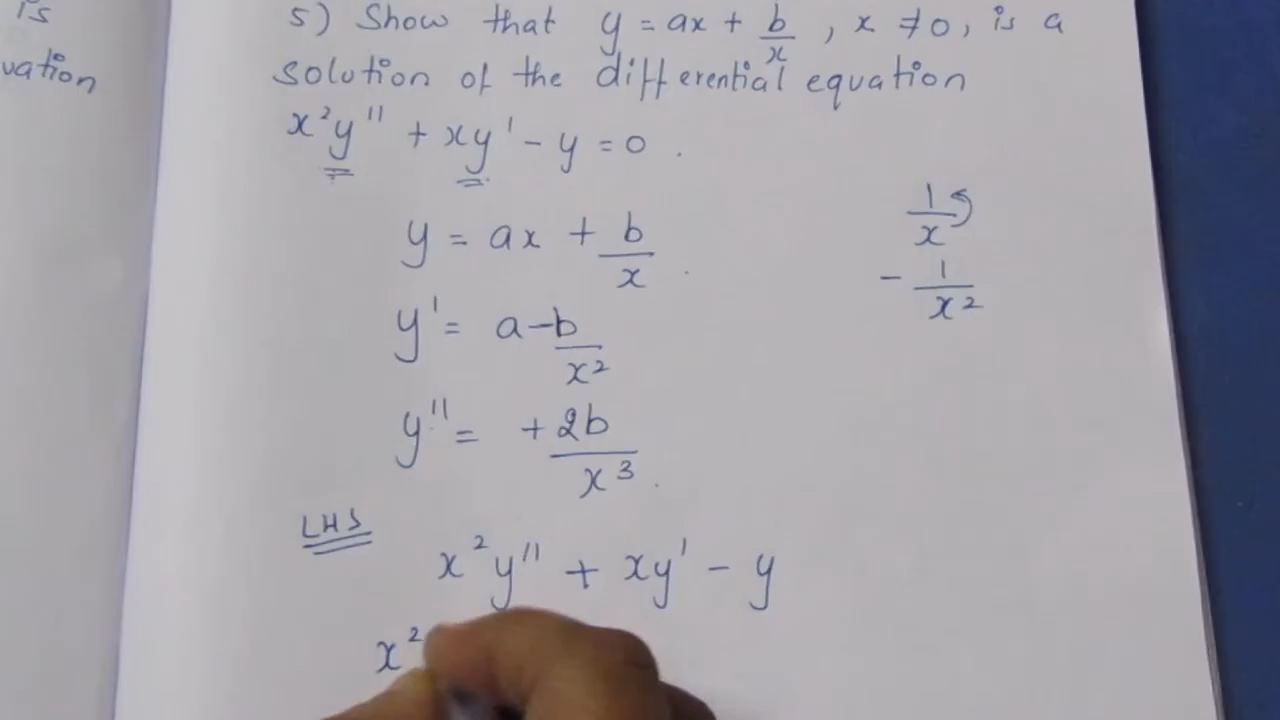 is
uation
5) Show that y = ax + b/x , x ≠ 0, is a
solution of the differential equation
x²y'' + xy' - y = 0 .
y = ax + b/x
y' = a - b/x²
y'' = + 2b/x³ .
1/x
- 1/x²
LHS
x²y'' + xy' - y
x²